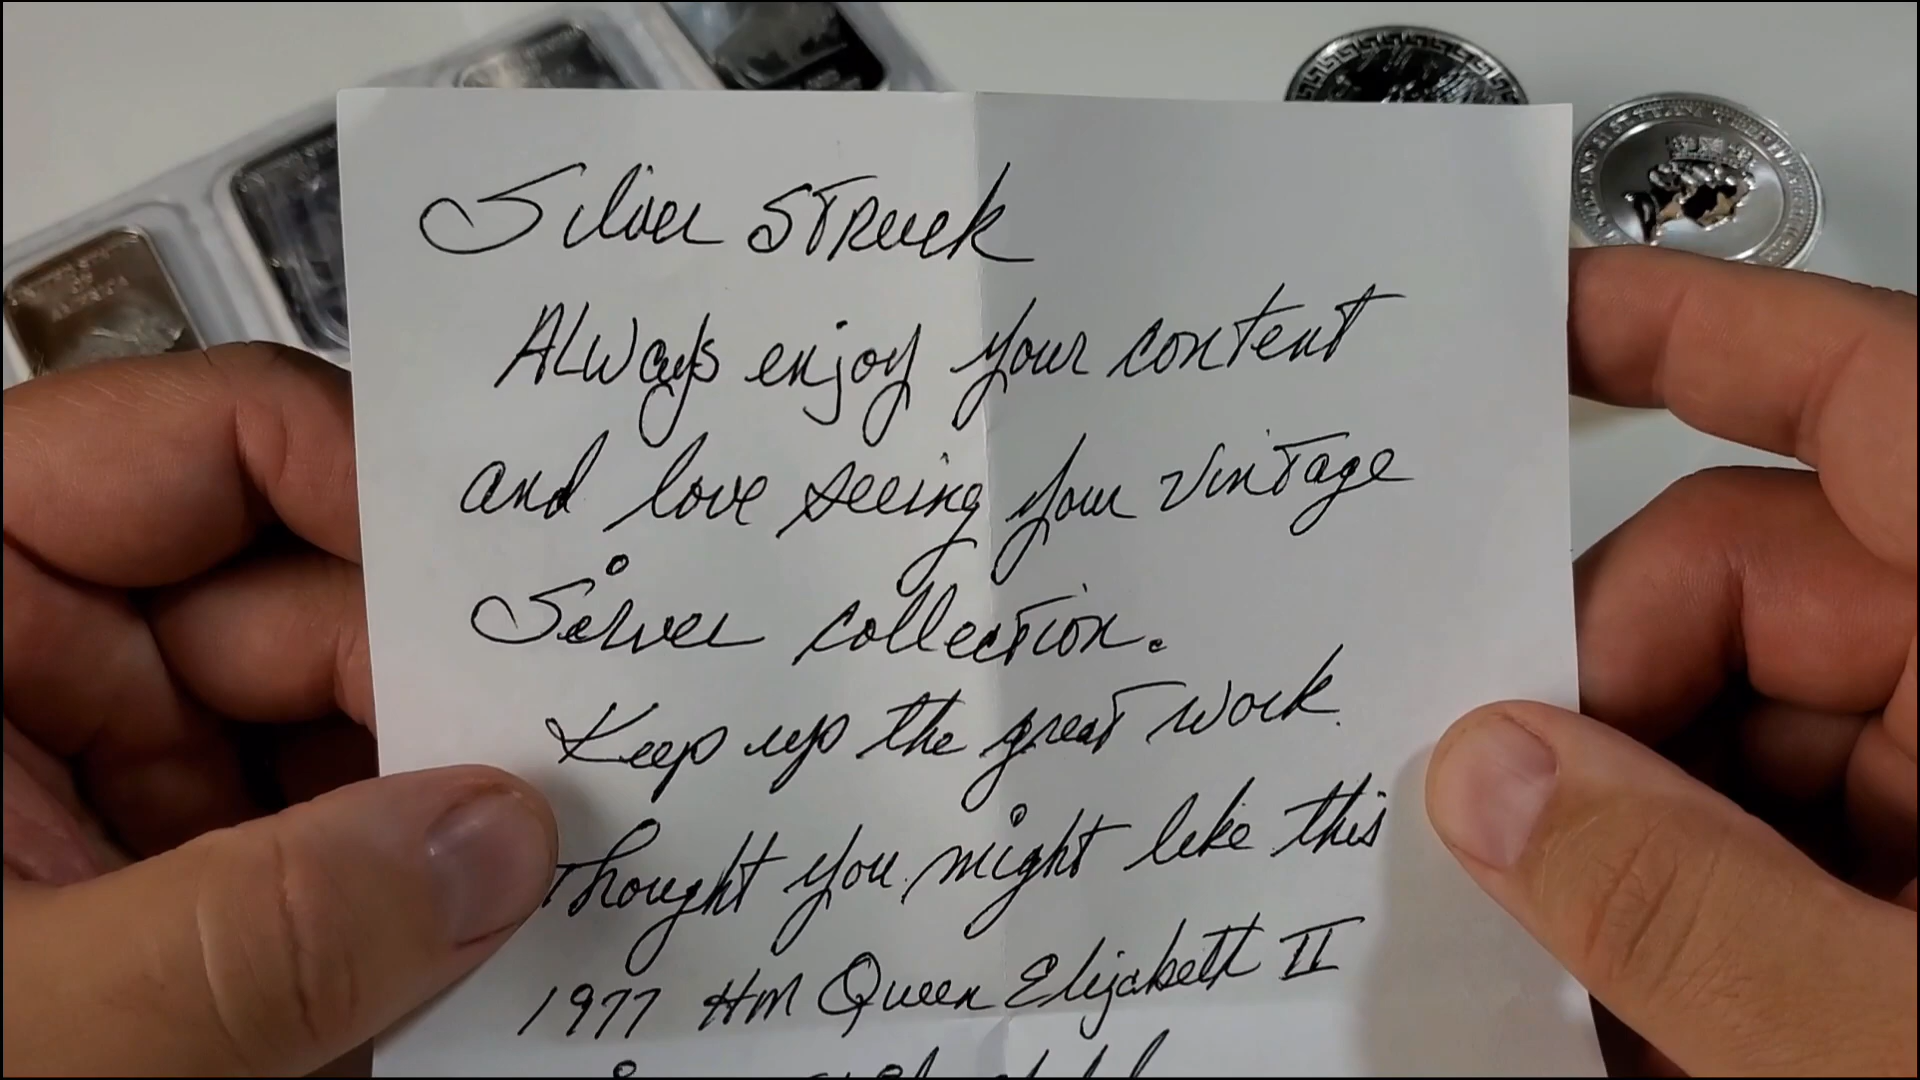 Silver STRUCK
ALWays enjoy your content
and love seeing your vinTage
Silver collection.
Keep up the great work.
Thought you might like this
1977 HM Queen Elizabeth II